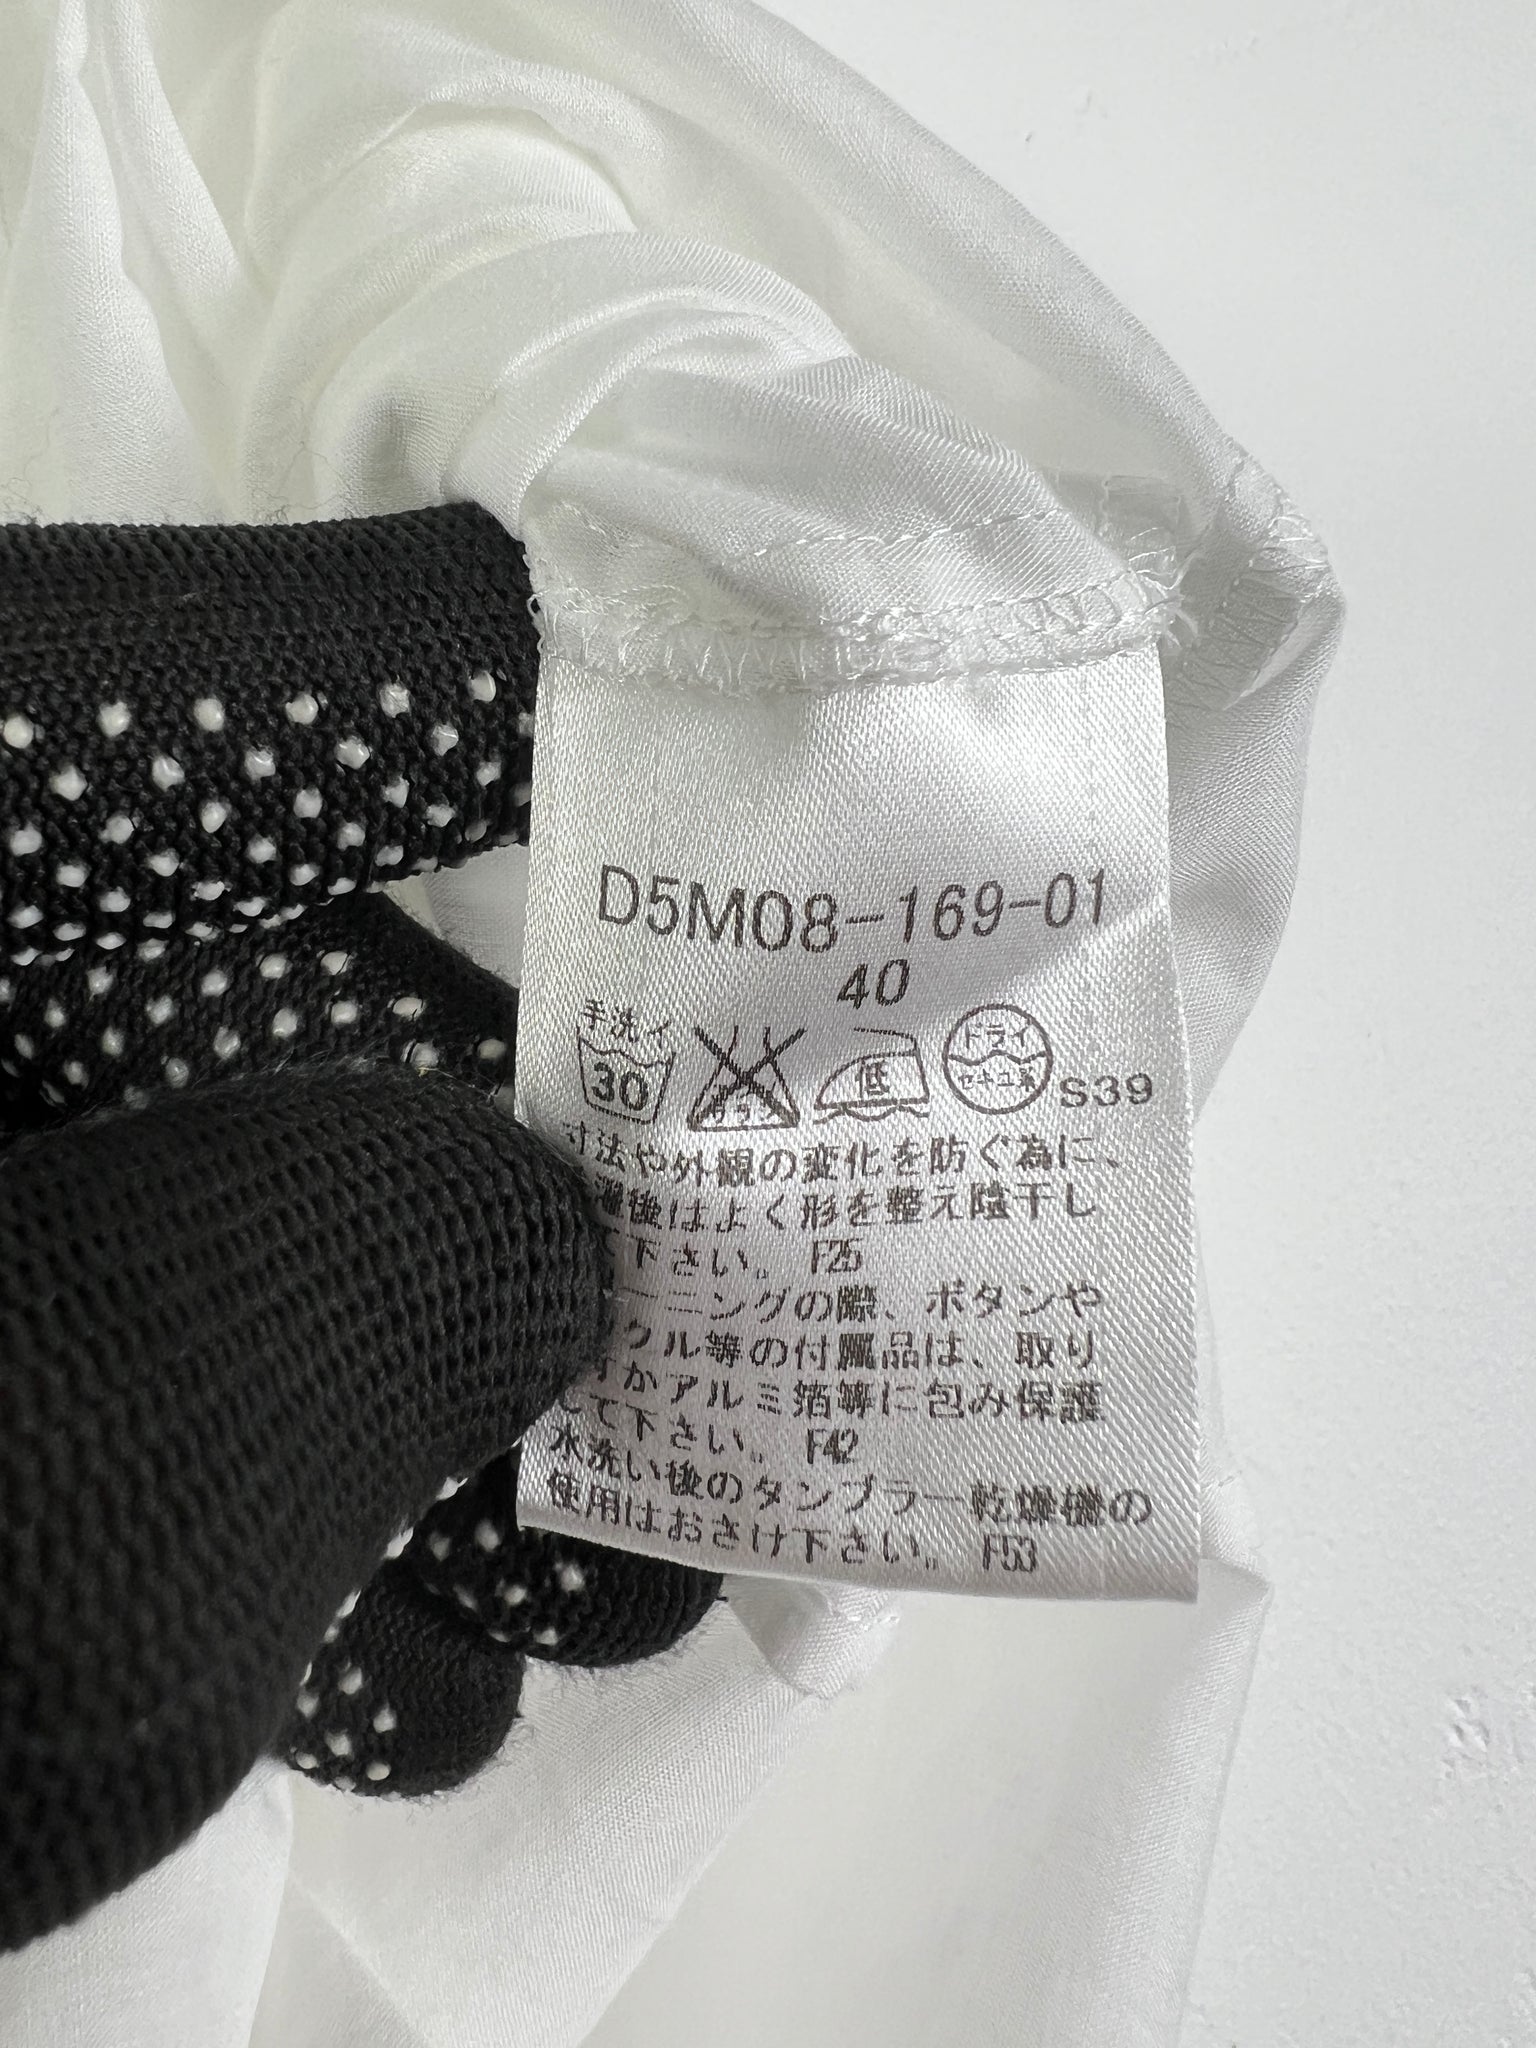 D5M08-169-01
40
手洗イ
30
ドライ
低
セキユ系
S39
寸法や外観の変化を防ぐ為に、
濯後はよく形を整え陰干し
て下さい。 F25
ーニングの際、ボタンや
クル等の付属品は、取り
すかアルミ箔等に包み保護
して下さい。 F42
水洗い後のタンブラー乾燥機の
使用はおさけ下さい。 F53